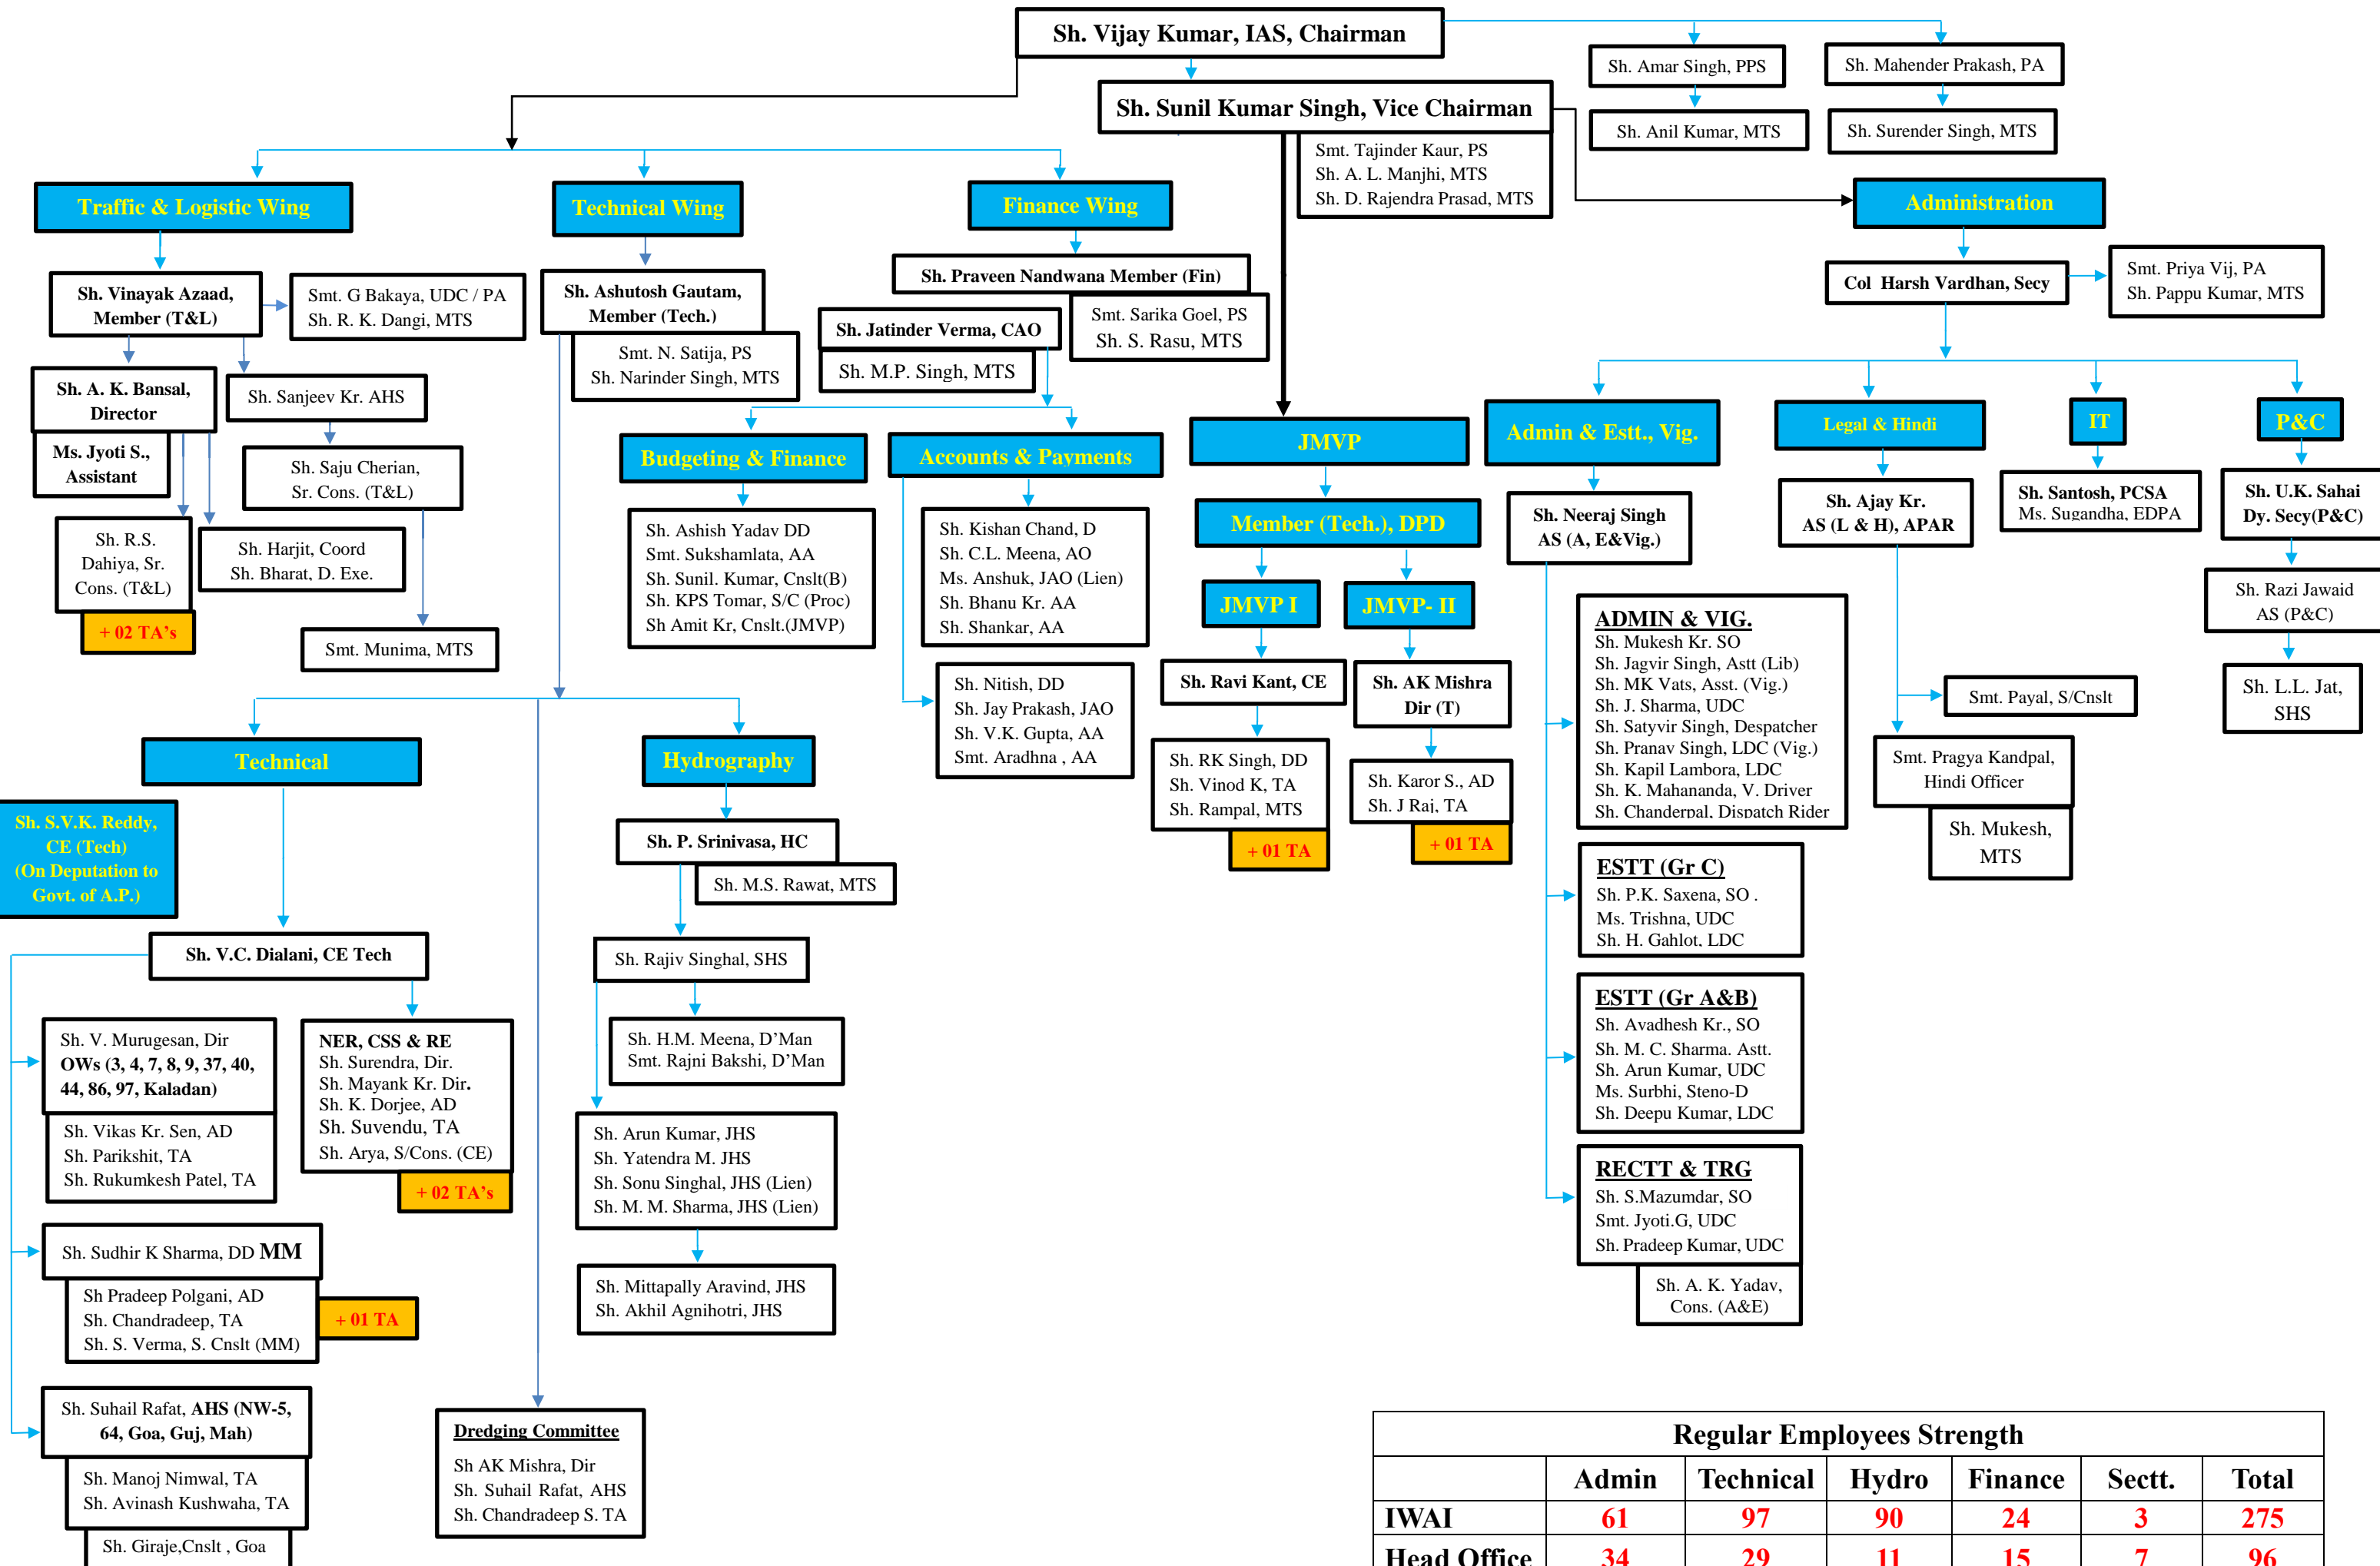 Sh. Vijay Kumar, IAS, Chairman
Sh. Amar Singh, PPS
Sh. Mahender Prakash, PA
Sh. Sunil Kumar Singh, Vice Chairman
Sh. Anil Kumar, MTS
Sh. Surender Singh, MTS
Smt. Tajinder Kaur, PS
Sh. A. L. Manjhi, MTS
Sh. D. Rajendra Prasad, MTS
Traffic & Logistic Wing
Technical Wing
Finance Wing
Administration
Sh. Vinayak Azaad,
Member (T&L)
Smt. G Bakaya, UDC / PA
Sh. R. K. Dangi, MTS
Sh. Ashutosh Gautam,
Member (Tech.)
Smt. N. Satija, PS
Sh. Narinder Singh, MTS
Sh. Praveen Nandwana Member (Fin)
Smt. Sarika Goel, PS
Sh. S. Rasu, MTS
Sh. Jatinder Verma, CAO
Sh. M.P. Singh, MTS
Col  Harsh Vardhan, Secy
Smt. Priya Vij, PA
Sh. Pappu Kumar, MTS
Sh. A. K. Bansal,
Director
Ms. Jyoti S.,
Assistant
Sh. Sanjeev Kr. AHS
Sh. Saju Cherian,
Sr. Cons. (T&L)
Sh. R.S.
Dahiya, Sr.
Cons. (T&L)
+ 02 TA’s
Sh. Harjit, Coord
Sh. Bharat, D. Exe.
Smt. Munima, MTS
Budgeting & Finance
Sh. Ashish Yadav DD
Smt. Sukshamlata, AA
Sh. Sunil. Kumar, Cnslt(B)
Sh. KPS Tomar, S/C (Proc)
Sh Amit Kr, Cnslt.(JMVP)
Accounts & Payments
Sh. Kishan Chand, D
Sh. C.L. Meena, AO
Ms. Anshuk, JAO (Lien)
Sh. Bhanu Kr. AA
Sh. Shankar, AA
Sh. Nitish, DD
Sh. Jay Prakash, JAO
Sh. V.K. Gupta, AA
Smt. Aradhna , AA
JMVP
Member (Tech.), DPD
JMVP I
JMVP- II
Sh. Ravi Kant, CE
Sh. AK Mishra
Dir (T)
Sh. RK Singh, DD
Sh. Vinod K, TA
Sh. Rampal, MTS
+ 01 TA
Sh. Karor S., AD
Sh. J Raj, TA
+ 01 TA
Admin & Estt., Vig.
Legal & Hindi
IT
P&C
Sh. Neeraj Singh
AS (A, E&Vig.)
Sh. Ajay Kr.
AS (L & H), APAR
Sh. Santosh, PCSA
Ms. Sugandha, EDPA
Sh. U.K. Sahai
Dy. Secy(P&C)
Sh. Razi Jawaid
AS (P&C)
Sh. L.L. Jat,
SHS
ADMIN & VIG.
Sh. Mukesh Kr. SO
Sh. Jagvir Singh, Astt (Lib)
Sh. MK Vats, Asst. (Vig.)
Sh. J. Sharma, UDC
Sh. Satyvir Singh, Despatcher
Sh. Pranav Singh, LDC (Vig.)
Sh. Kapil Lambora, LDC
Sh. K. Mahananda, V. Driver
Sh. Chanderpal, Dispatch Rider
Smt. Payal, S/Cnslt
Smt. Pragya Kandpal,
Hindi Officer
Sh. Mukesh,
MTS
ESTT (Gr C)
Sh. P.K. Saxena, SO .
Ms. Trishna, UDC
Sh. H. Gahlot, LDC
ESTT (Gr A&B)
Sh. Avadhesh Kr., SO
Sh. M. C. Sharma. Astt.
Sh. Arun Kumar, UDC
Ms. Surbhi, Steno-D
Sh. Deepu Kumar, LDC
RECTT & TRG
Sh. S.Mazumdar, SO
Smt. Jyoti.G, UDC
Sh. Pradeep Kumar, UDC
Sh. A. K. Yadav,
Cons. (A&E)
Technical
Hydrography
Sh. S.V.K. Reddy,
CE (Tech)
(On Deputation to
Govt. of A.P.)
Sh. V.C. Dialani, CE Tech
Sh. V. Murugesan, Dir
OWs (3, 4, 7, 8, 9, 37, 40,
44, 86, 97, Kaladan)
Sh. Vikas Kr. Sen, AD
Sh. Parikshit, TA
Sh. Rukumkesh Patel, TA
NER, CSS & RE
Sh. Surendra, Dir.
Sh. Mayank Kr. Dir.
Sh. K. Dorjee, AD
Sh. Suvendu, TA
Sh. Arya, S/Cons. (CE)
+ 02 TA’s
Sh. Sudhir K Sharma, DD MM
Sh Pradeep Polgani, AD
Sh. Chandradeep, TA
Sh. S. Verma, S. Cnslt (MM)
+ 01 TA
Sh. Suhail Rafat, AHS (NW-5,
64, Goa, Guj, Mah)
Sh. Manoj Nimwal, TA
Sh. Avinash Kushwaha, TA
Sh. Giraje,Cnslt , Goa
Sh. P. Srinivasa, HC
Sh. M.S. Rawat, MTS
Sh. Rajiv Singhal, SHS
Sh. H.M. Meena, D’Man
Smt. Rajni Bakshi, D’Man
Sh. Arun Kumar, JHS
Sh. Yatendra M. JHS
Sh. Sonu Singhal, JHS (Lien)
Sh. M. M. Sharma, JHS (Lien)
Sh. Mittapally Aravind, JHS
Sh. Akhil Agnihotri, JHS
Dredging Committee
Sh AK Mishra, Dir
Sh. Suhail Rafat, AHS
Sh. Chandradeep S. TA
Regular Employees Strength
Admin Technical Hydro Finance Sectt. Total
IWAI 61 97 90 24 3 275
Head Office 34 29 11 15 7 96